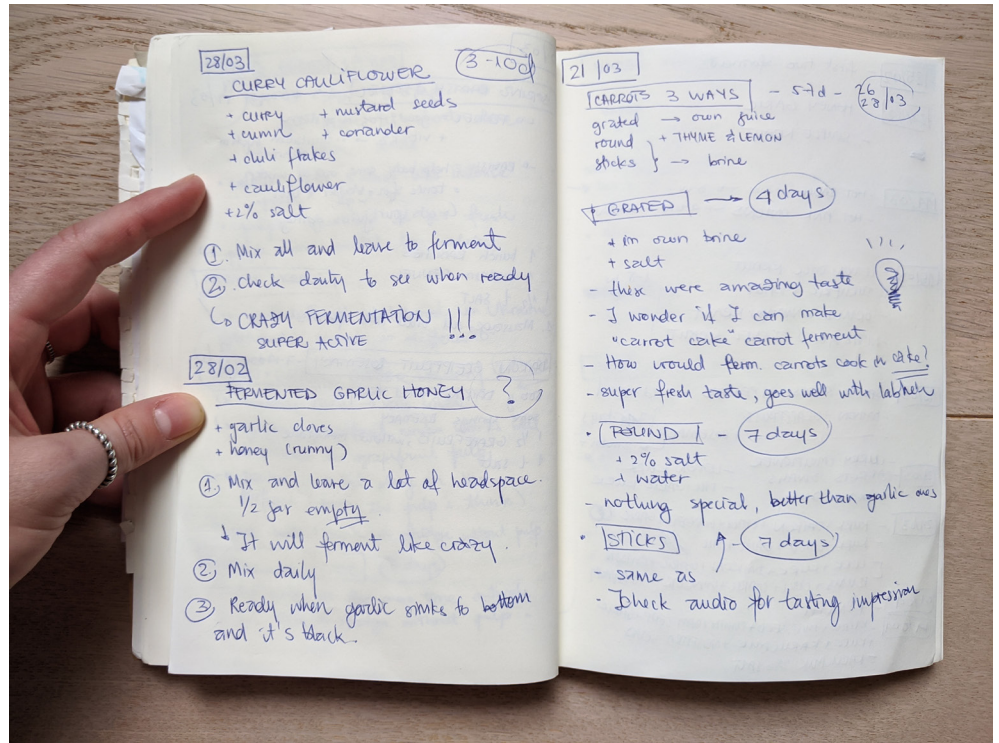 28/03
CURRY CAULIFLOWER
3-10d
+ curry + mustard seeds
+ cumin + coriander
+ chili flakes
+ cauliflower
+2% salt
① Mix all and leave to ferment
② Check daily to see when ready
↳ CRAZY FERMENTATION !!!
SUPER ACTIVE
28/02
FERMENTED GARLIC HONEY ?
+ garlic cloves
+ honey (runny)
① Mix and leave a lot of headspace.
1/2 jar empty.
↓ It will ferment like crazy.
② Mix daily
③ Ready when garlic sinks to bottom
and it's black.
21/03
CARROTS 3 WAYS - 5-7d - 26
28/03
grated → own juice
round } + THYME & LEMON
sticks } → brine
GRATED → 4 days
+ in own brine
+ salt
- these were amazing taste
- I wonder if I can make
"carrot cake" carrot ferment
- How would ferm. carrots cook in cake?
- super fresh taste, goes well with labneh
• ROUND - 7 days
+ 2% salt
+ water
- nothing special, better than garlic ones
• STICKS - 7 days
- same as ↑
- Check audio for tasting impression